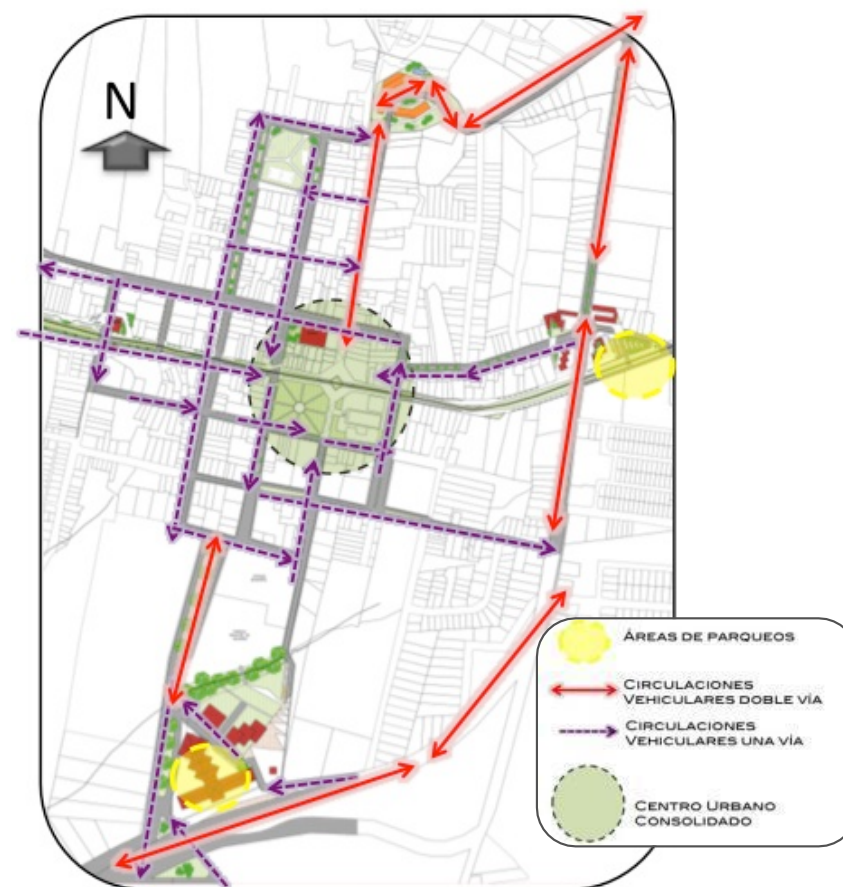 N
ÁREAS DE PARQUEOS
CIRCULACIONES
VEHICULARES DOBLE VÍA
CIRCULACIONES
VEHICULARES UNA VÍA
CENTRO URBANO
CONSOLIDADO